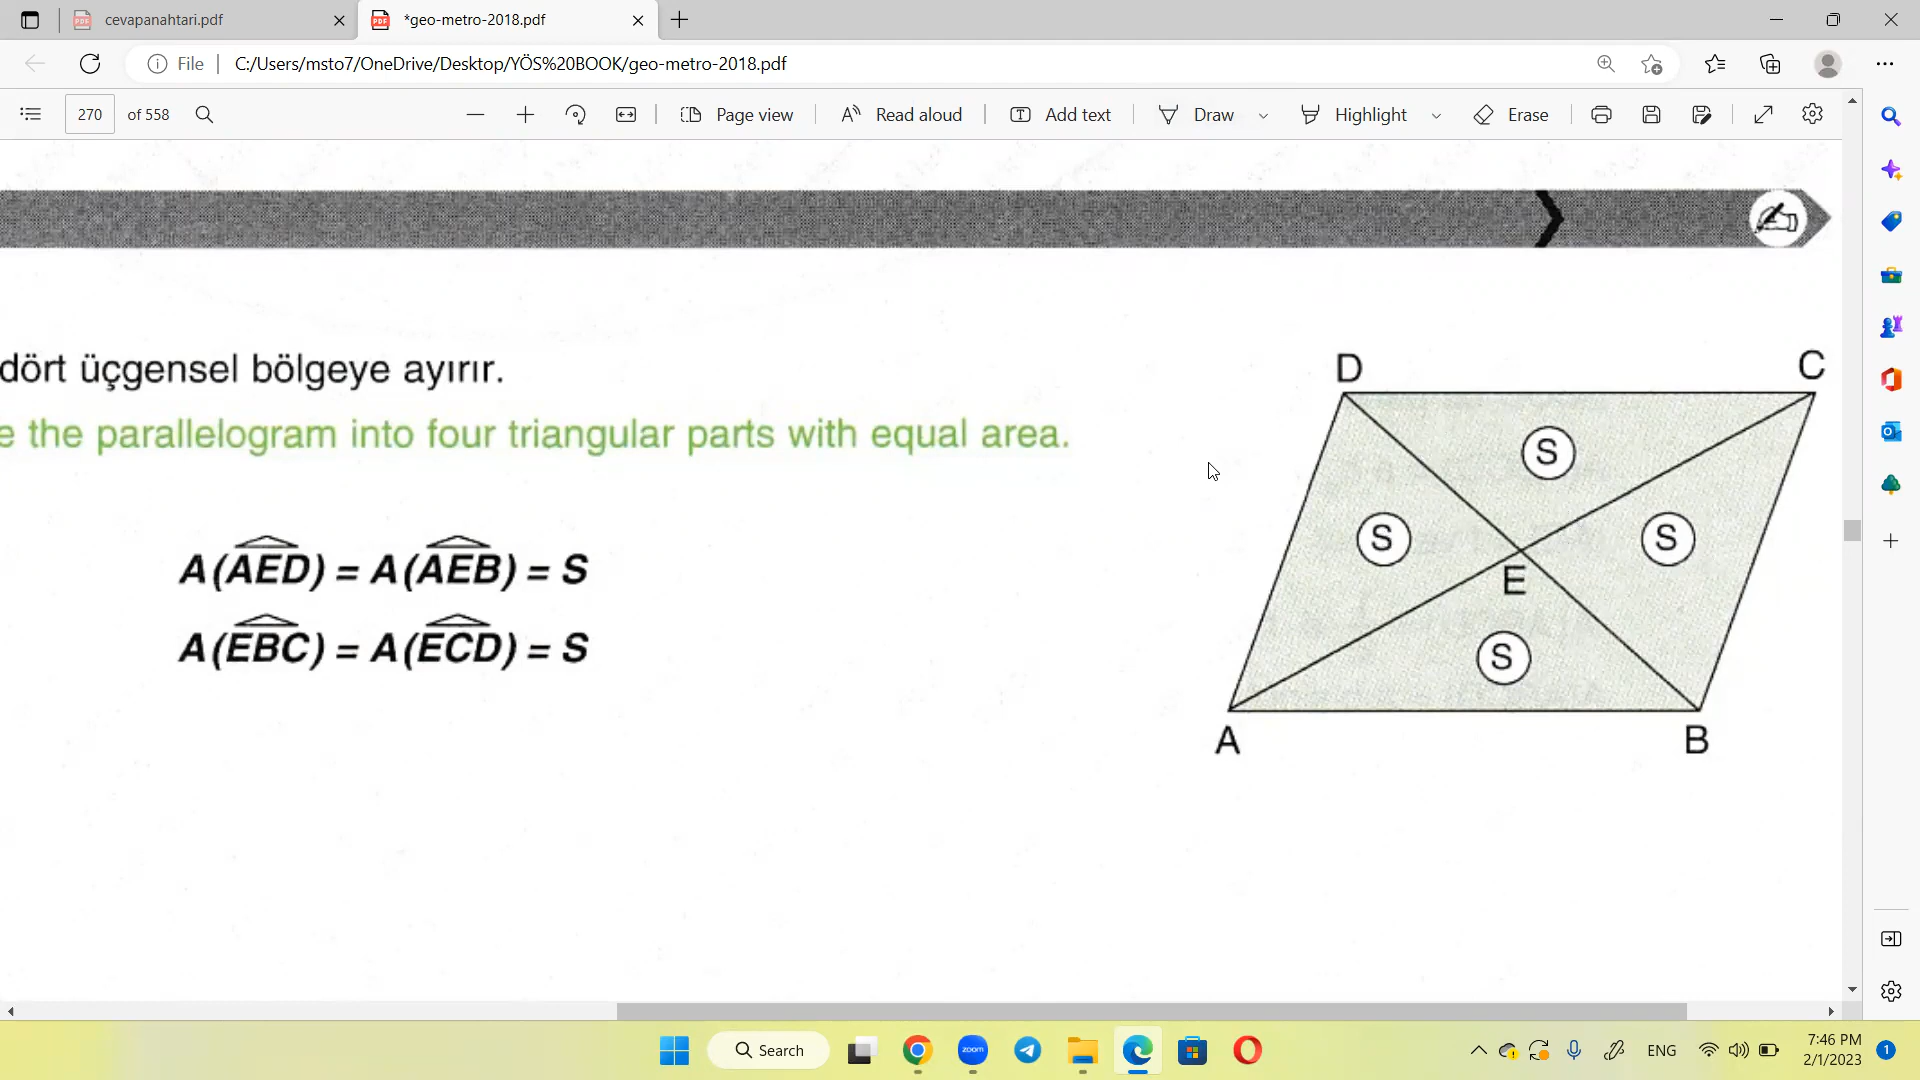 cevapanahtari.pdf
*geo-metro-2018.pdf
File
C:/Users/msto7/OneDrive/Desktop/YÖS%20BOOK/geo-metro-2018.pdf
270 of 558
Page view
Read aloud
Add text
Draw
Highlight
Erase
dört üçgensel bölgeye ayırır.
e the parallelogram into four triangular parts with equal area.
A(AED) = A(AEB) = S
A(EBC) = A(ECD) = S
D C
S
S S
E
S
A B
Search
zoom
ENG
7:46 PM
2/1/2023
1